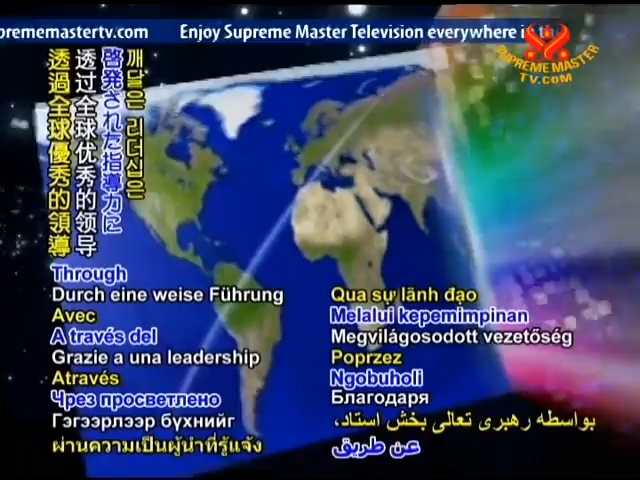 prememastertv.com Enjoy Supreme Master Television everywhere in the
SUPREME MASTER
TV.COM
깨달은 리더십은
啓発された指導力に
透过全球优秀的领导
透過全球優秀的領導
Through
Durch eine weise Führung
Avec
A través del
Grazie a una leadership
Através
Чрез просветлено
Гэгээрлээр бүхнийг
ผ่านความเป็นผู้นำที่รู้แจ้ง
Qua sự lãnh đạo
Melalui kepemimpinan
Megvilágosodott vezetőség
Poprzez
Ngobuholi
Благодаря
بواسطه رهبری تعالی بخش استاد،
عن طريق